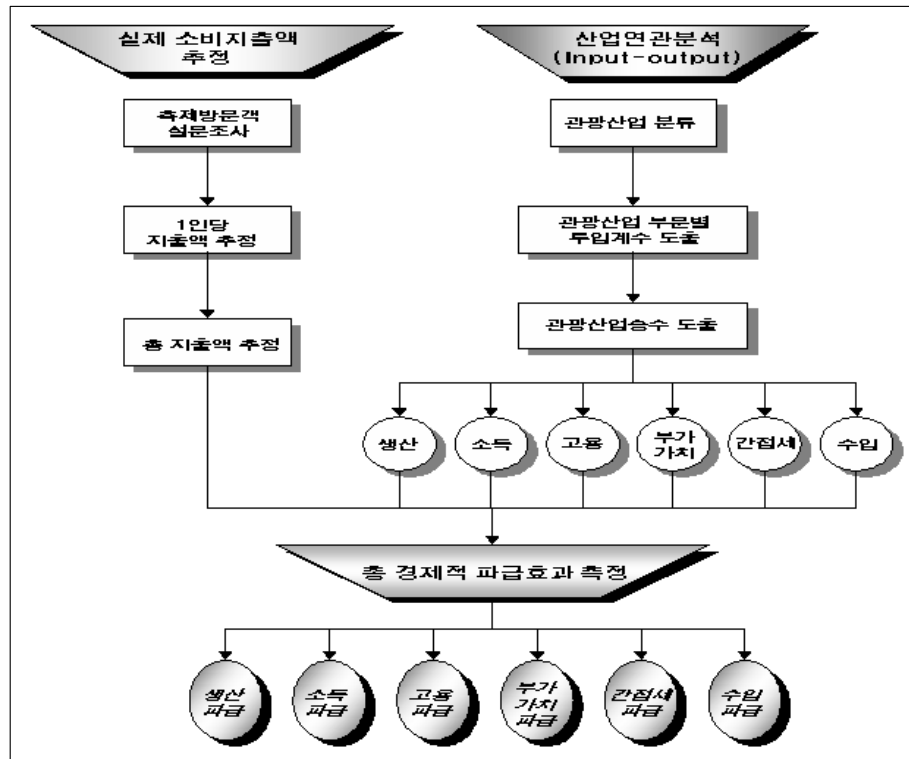 실제 소비지출액
추정
축제방문객
설문조사
1인당
지출액 추정
총 지출액 추정
산업연관분석
(Input-output)
관광산업 분류
관광산업 부문별
투입계수 도출
관광산업승수 도출
생산
소득
고용
부가
가치
간접세
수입
총 경제적 파급효과 측정
생산
파급
소득
파급
고용
파급
부가
가치
파급
간접세
파급
수입
파급